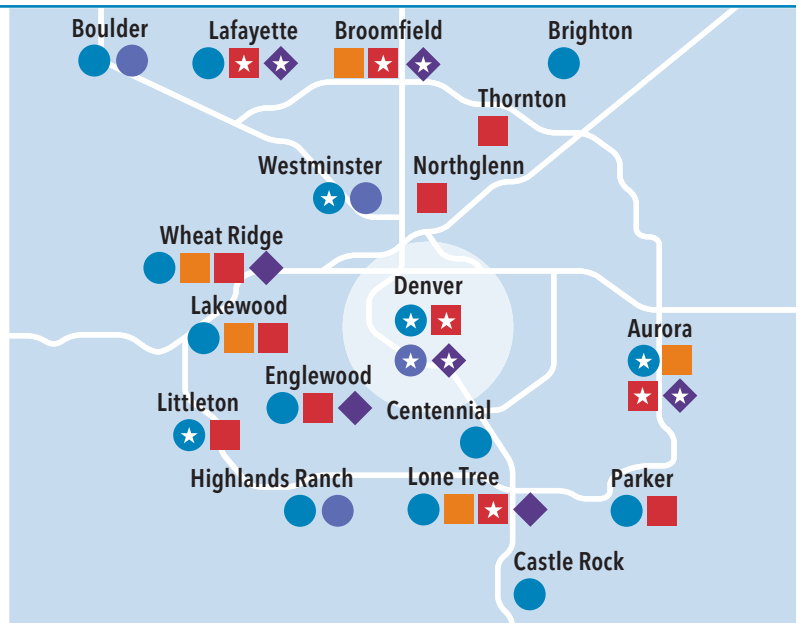 Boulder
Lafayette
Broomfield
Brighton
Thornton
Westminster
Northglenn
Wheat Ridge
Denver
Lakewood
Aurora
Englewood
Littleton
Centennial
Highlands Ranch
Lone Tree
Parker
Castle Rock